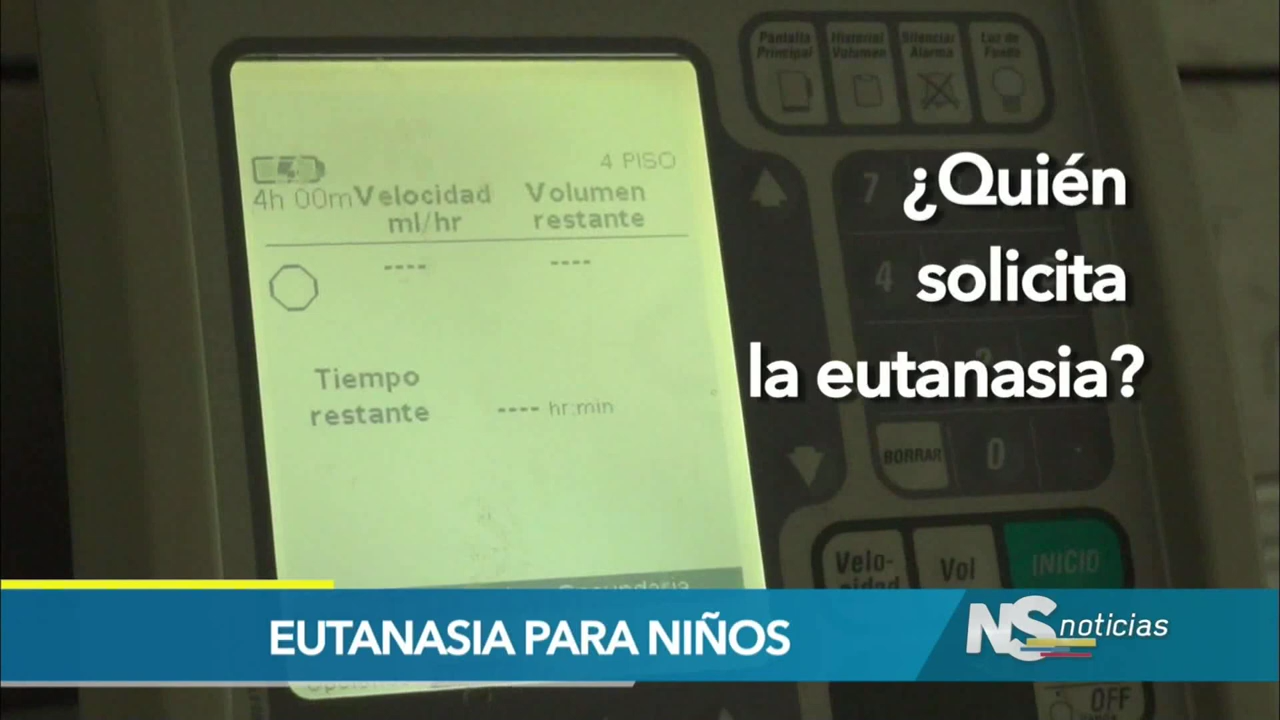 Pantalla Principal
Historial Volumen
Silenciar Alarma
Luz de Fondo
4 PISO
4h 00m
Velocidad ml/hr
Volumen restante
---- ----
Tiempo restante
---- hr:min
7
4
BORRAR
0
Velo-
cidad
Vol
INICIO
OFF
¿Quién
solicita
la eutanasia?
EUTANASIA PARA NIÑOS
NS noticias